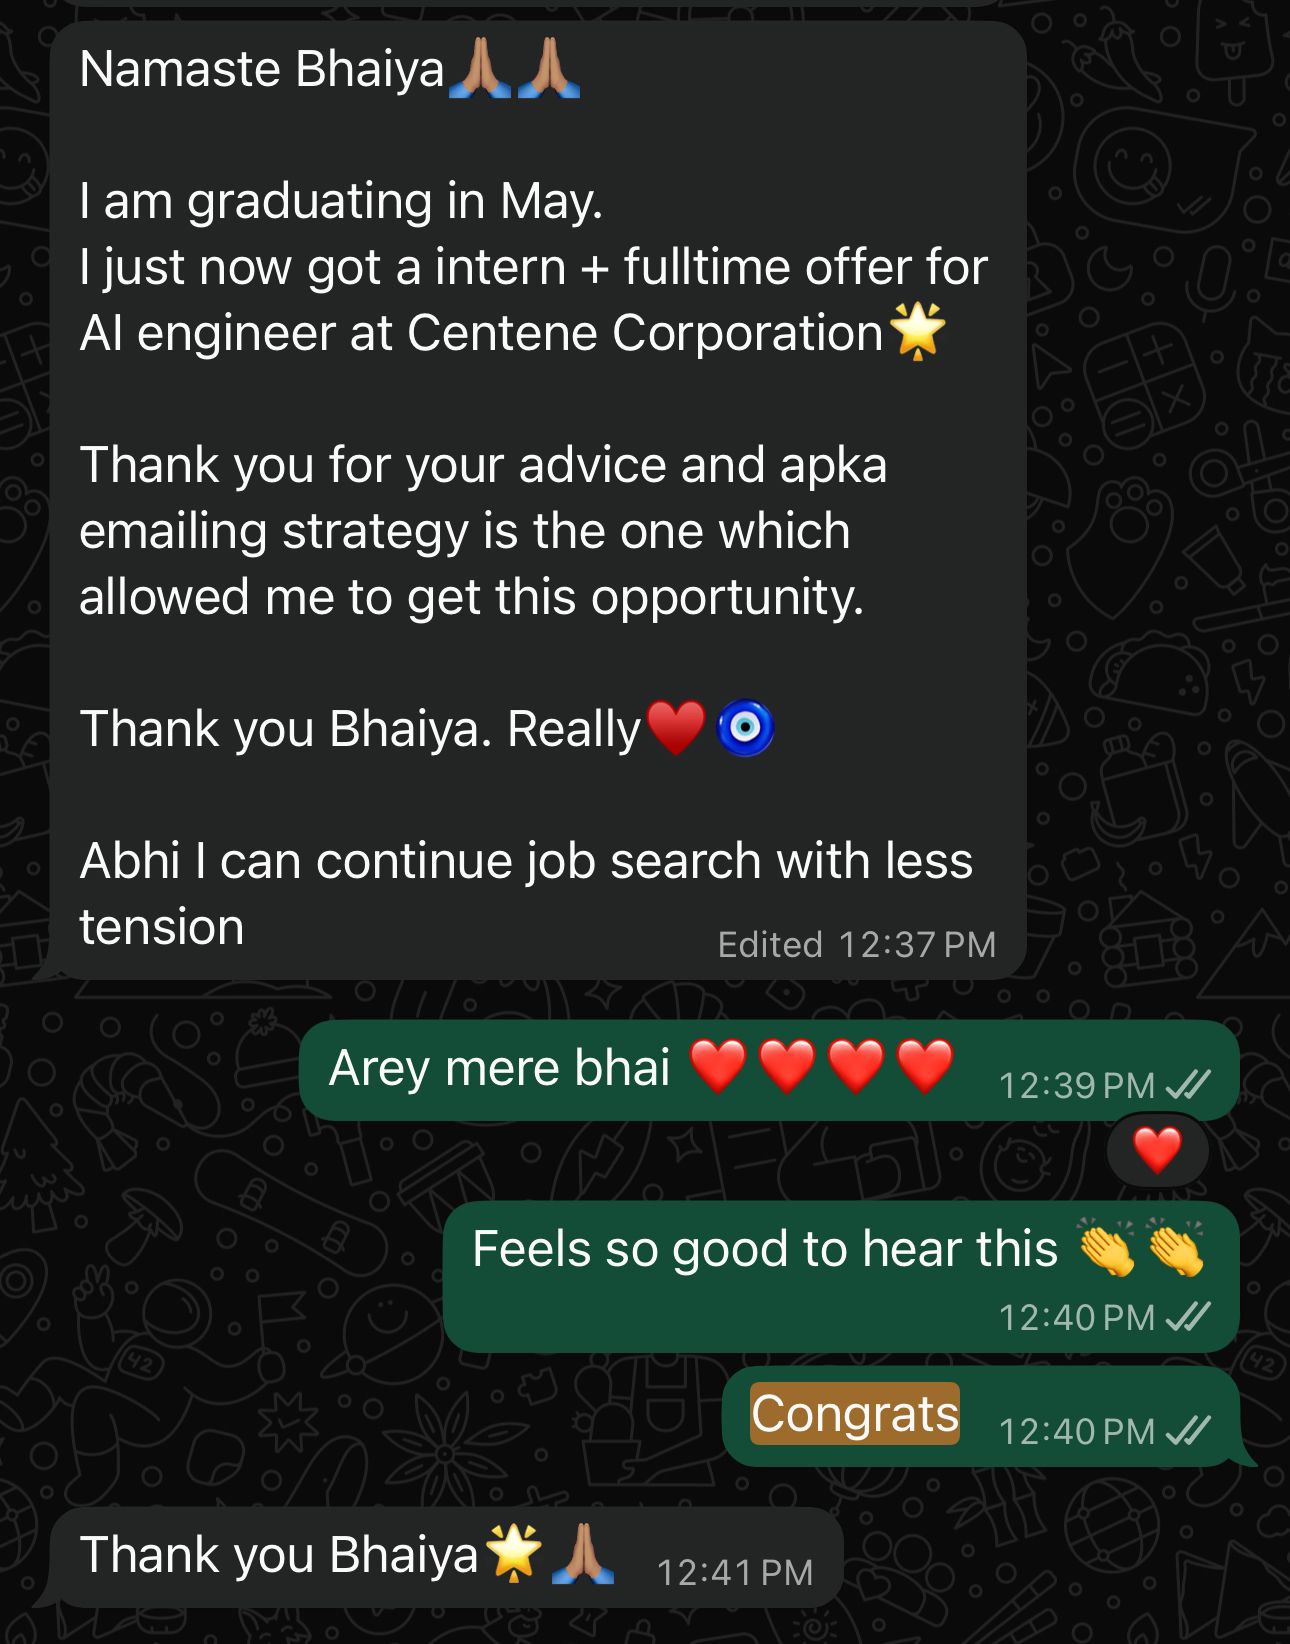 Namaste Bhaiya🙏🏽🙏🏽
I am graduating in May.
I just now got a intern + fulltime offer for
AI engineer at Centene Corporation🌟
Thank you for your advice and apka
emailing strategy is the one which
allowed me to get this opportunity.
Thank you Bhaiya. Really♥️🧿
Abhi I can continue job search with less
tension
Edited 12:37 PM
Arey mere bhai ❤️❤️❤️❤️ 12:39 PM
❤️
Feels so good to hear this 👏👏
12:40 PM
Congrats 12:40 PM
Thank you Bhaiya🌟🙏🏽 12:41 PM